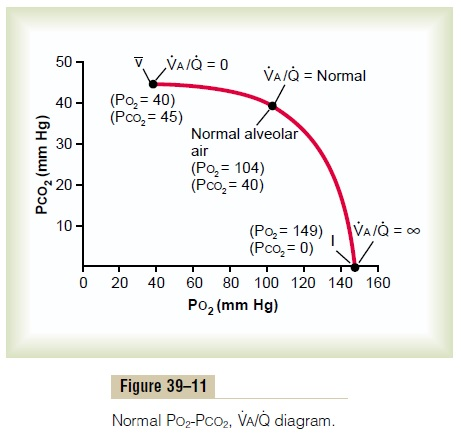 50
40
30
20
10
0
PCO₂ (mm Hg)
v̄
V̇A/Q̇ = 0
(PO₂ = 40)
(PCO₂ = 45)
V̇A/Q̇ = Normal
Normal alveolar
air
(PO₂ = 104)
(PCO₂ = 40)
(PO₂ = 149)
(PCO₂ = 0)
I
V̇A/Q̇ = ∞
0 20 40 60 80 100 120 140 160
PO₂ (mm Hg)
Figure 39–11
Normal PO₂-PCO₂, V̇A/Q̇ diagram.